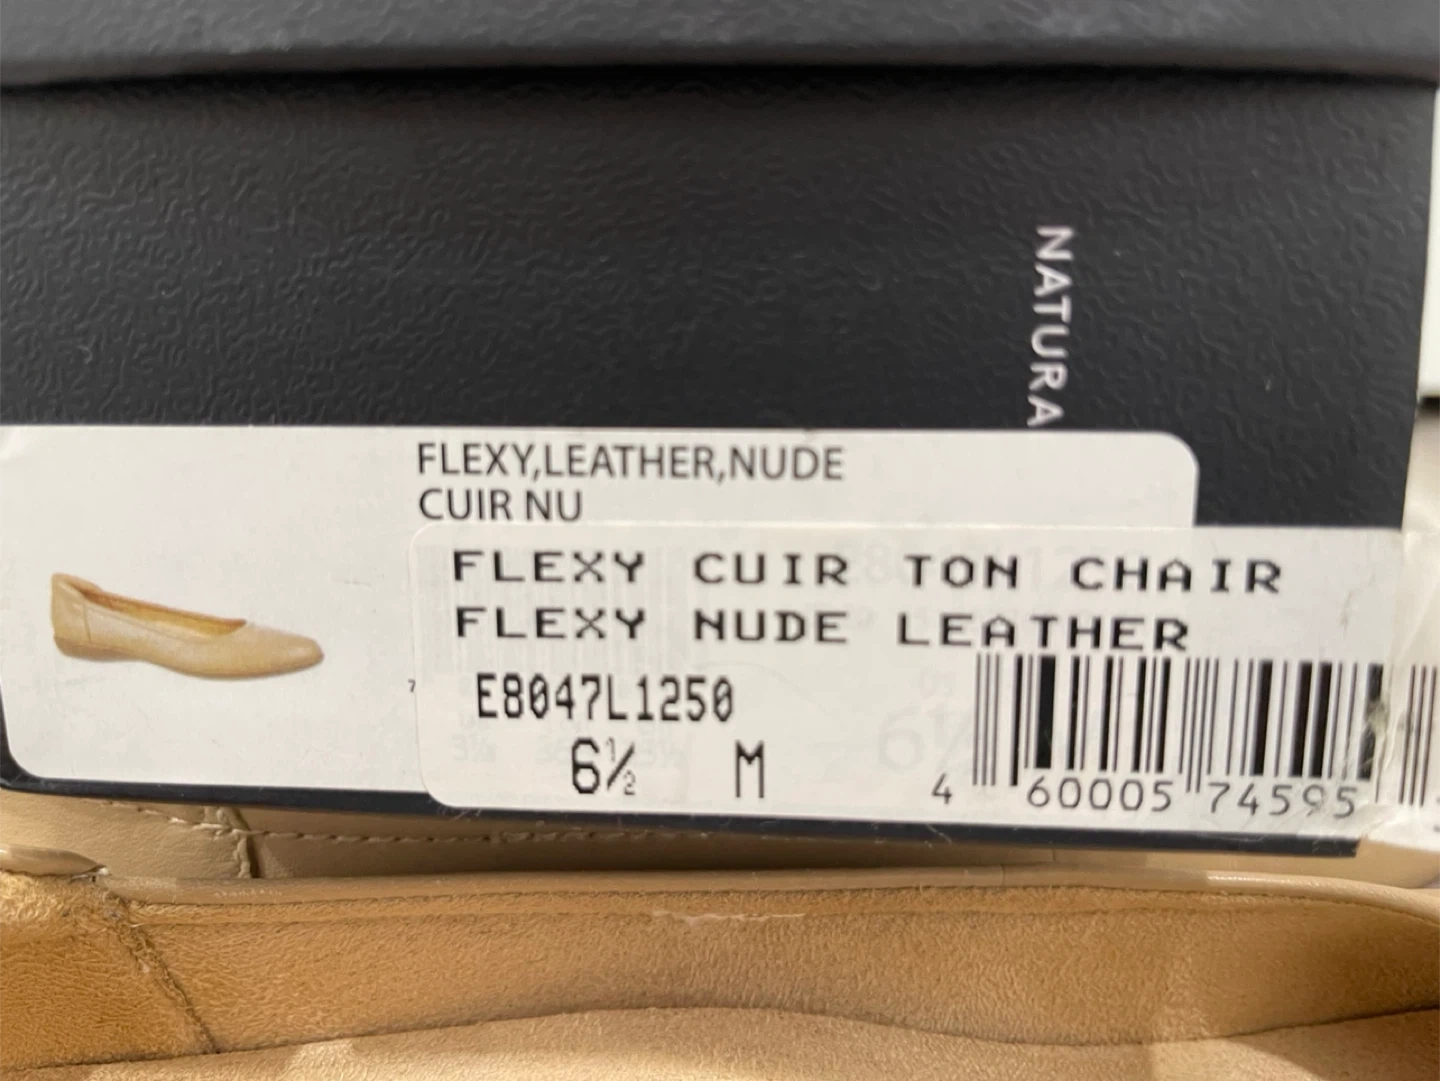 NATURA
FLEXY,LEATHER,NUDE
CUIR NU
FLEXY CUIR TON CHAIR
FLEXY NUDE LEATHER
E8047L1250
6½ M
4 60005 74595
7